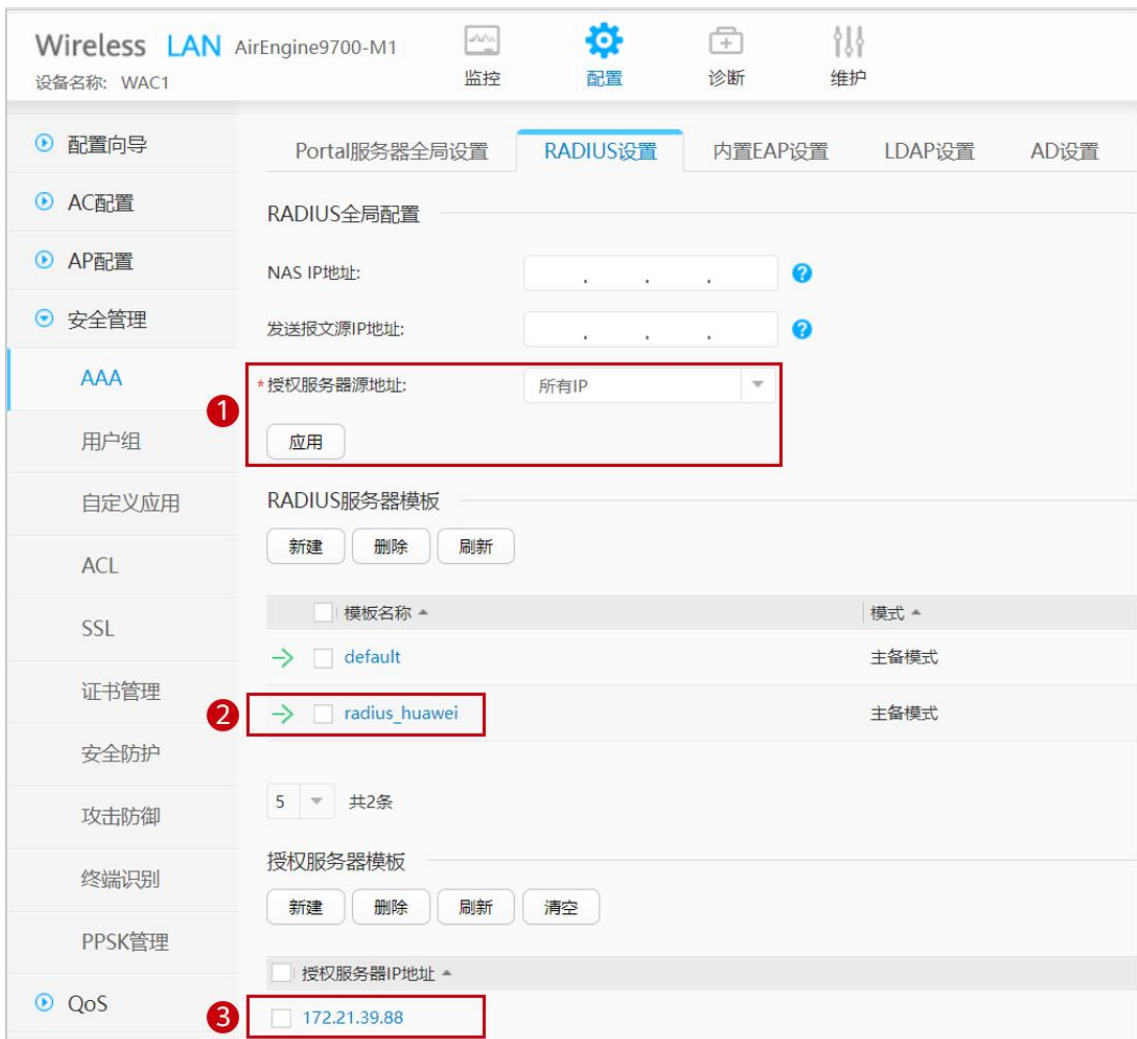 Wireless LAN AirEngine9700-M1
设备名称: WAC1
监控
配置
诊断
维护
配置向导
AC配置
AP配置
安全管理
AAA
用户组
自定义应用
ACL
SSL
证书管理
安全防护
攻击防御
终端识别
PPSK管理
QoS
Portal服务器全局设置 RADIUS设置 内置EAP设置 LDAP设置 AD设置
RADIUS全局配置
NAS IP地址: . . . ?
发送报文源IP地址: . . . ?
1
*授权服务器源地址: 所有IP
应用
RADIUS服务器模板
新建 删除 刷新
模板名称 模式
default 主备模式
2 radius_huawei 主备模式
5 共2条
授权服务器模板
新建 删除 刷新 清空
授权服务器IP地址
3 172.21.39.88